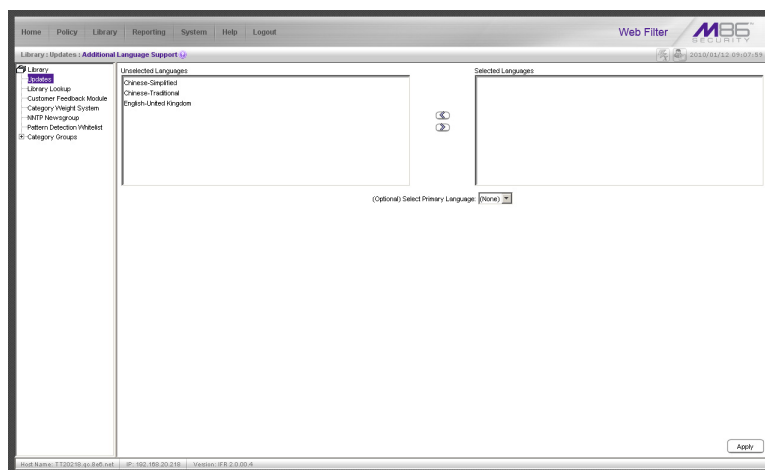 Home Policy Library Reporting System Help Logout
Web Filter
M86
SECURITY
Library : Updates : Additional Language Support
2010/01/12 09:07:59
Library
Updates
Library Lookup
Customer Feedback Module
Category Weight System
NNTP Newsgroup
Pattern Detection Whitelist
Category Groups
Unselected Languages
Chinese-Simplified
Chinese-Traditional
English-United Kingdom
Selected Languages
(Optional) Select Primary Language: (None)
Apply
Host Name: TT20218.qc.8e6.net IP: 192.168.20.218 Version: IFR 2.0.00.4